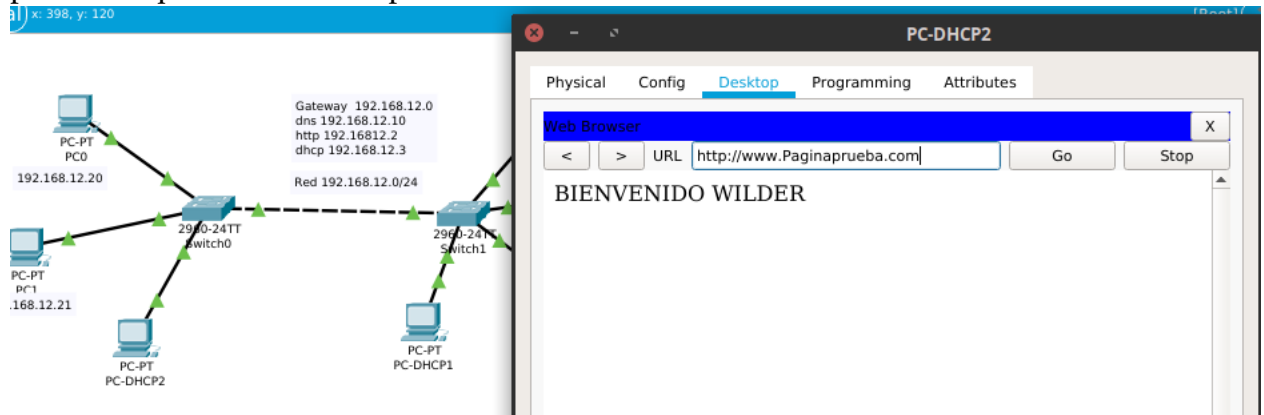 x: 398, y: 120
PC-DHCP2
Physical Config Desktop Programming Attributes
Web Browser
X
< > URL http://www.Paginaprueba.com Go Stop
BIENVENIDO WILDER
Gateway 192.168.12.0
dns 192.168.12.10
http 192.16812.2
dhcp 192.168.12.3
Red 192.168.12.0/24
PC-PT
PC0
192.168.12.20
2960-24TT
Switch0
2960-24TT
Switch1
PC-PT
PC1
.168.12.21
PC-PT
PC-DHCP2
PC-PT
PC-DHCP1